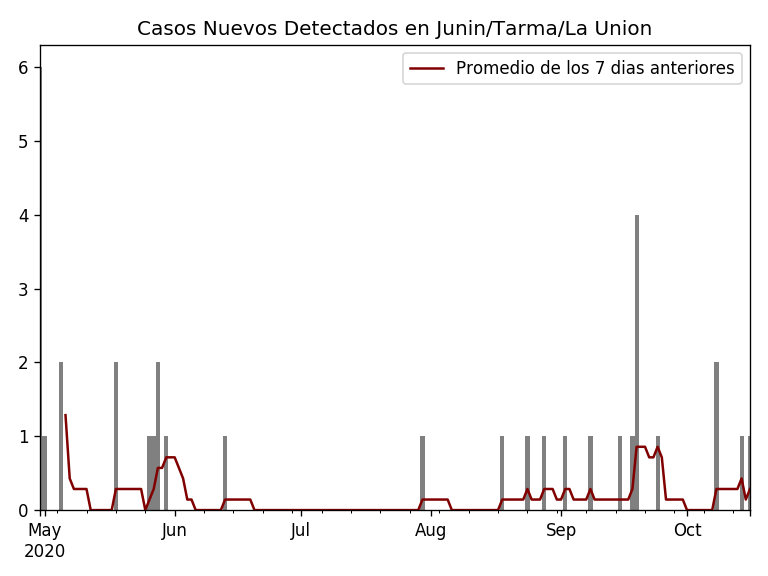 Casos Nuevos Detectados en Junin/Tarma/La Union
Promedio de los 7 dias anteriores
6
5
4
3
2
1
0
May Jun Jul Aug Sep Oct
2020